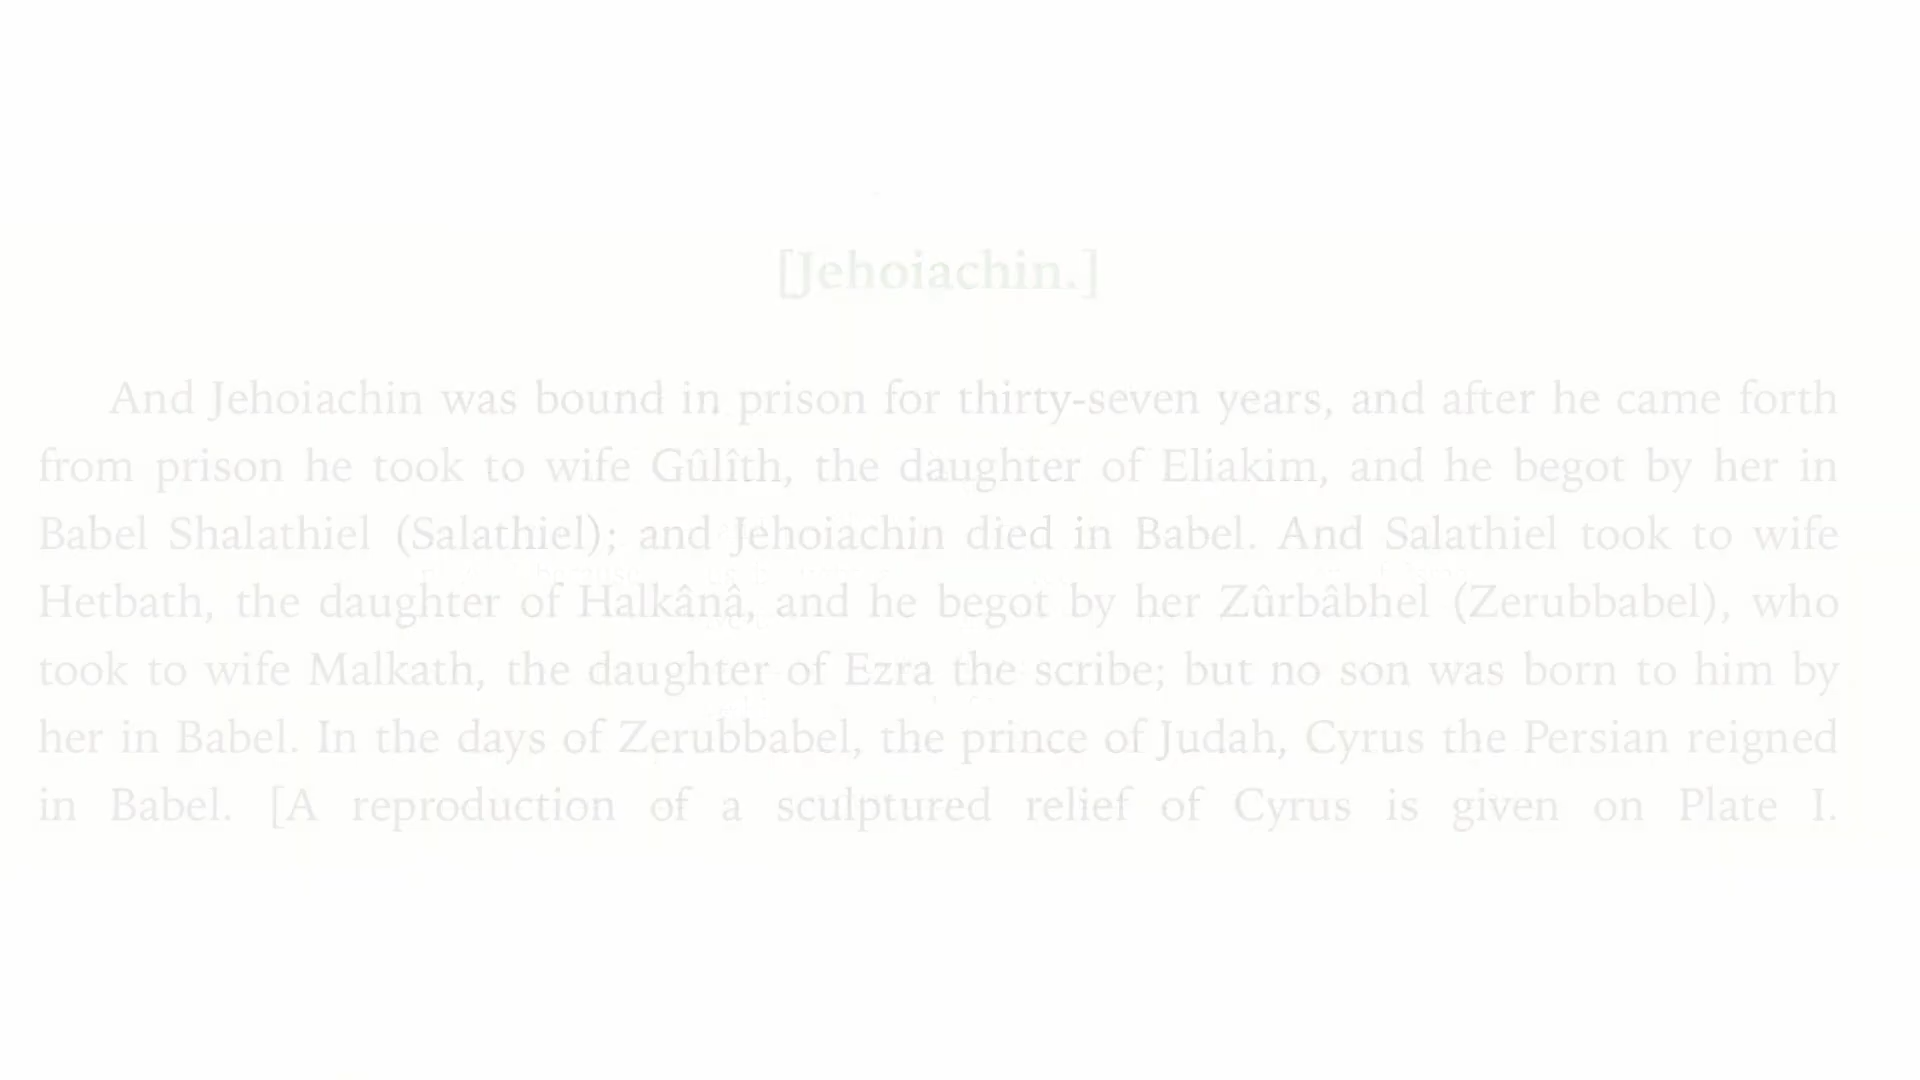 [Jehoiachin.]
And Jehoiachin was bound in prison for thirty-seven years, and after he came forth
from prison he took to wife Gûlîth, the daughter of Eliakim, and he begot by her in
Babel Shalathiel (Salathiel); and Jehoiachin died in Babel. And Salathiel took to wife
Hetbath, the daughter of Halkânâ, and he begot by her Zûrbâbhel (Zerubbabel), who
took to wife Malkath, the daughter of Ezra the scribe; but no son was born to him by
her in Babel. In the days of Zerubbabel, the prince of Judah, Cyrus the Persian reigned
in Babel. [A reproduction of a sculptured relief of Cyrus is given on Plate I.